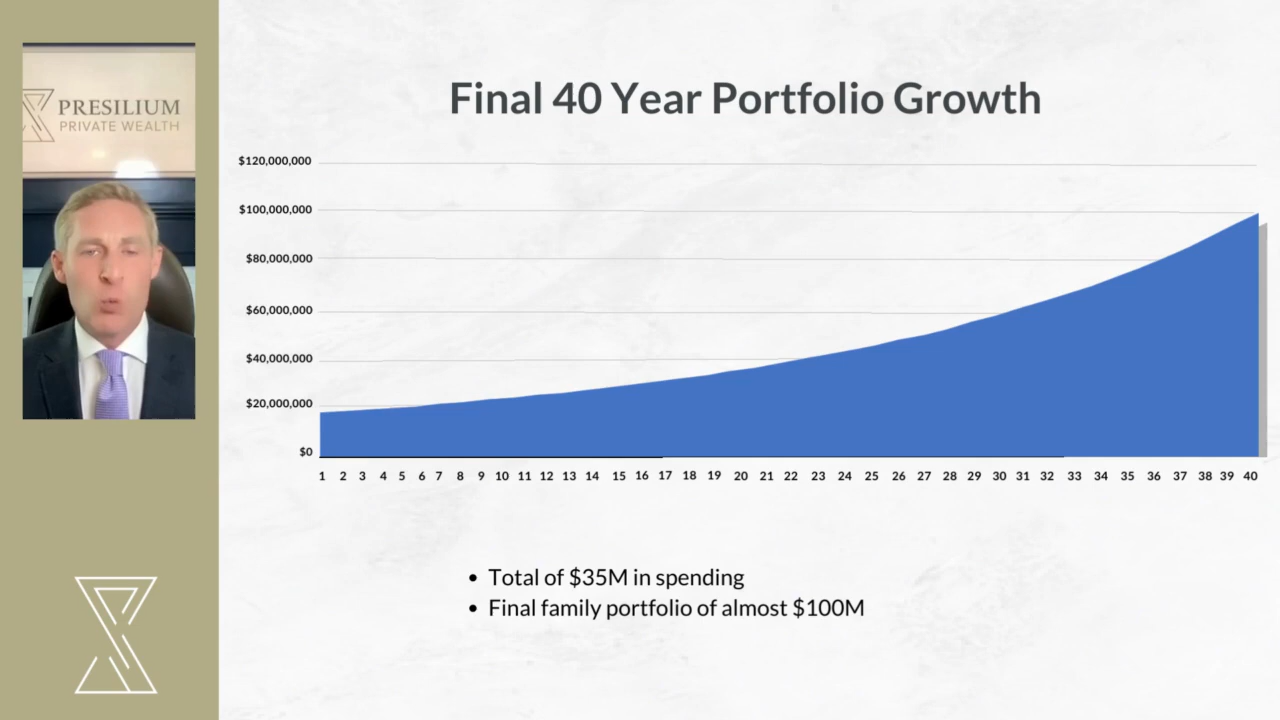 PRESILIUM
PRIVATE WEALTH
Final 40 Year Portfolio Growth
$120,000,000
$100,000,000
$80,000,000
$60,000,000
$40,000,000
$20,000,000
$0
1 2 3 4 5 6 7 8 9 10 11 12 13 14 15 16 17 18 19 20 21 22 23 24 25 26 27 28 29 30 31 32 33 34 35 36 37 38 39 40
• Total of $35M in spending
• Final family portfolio of almost $100M